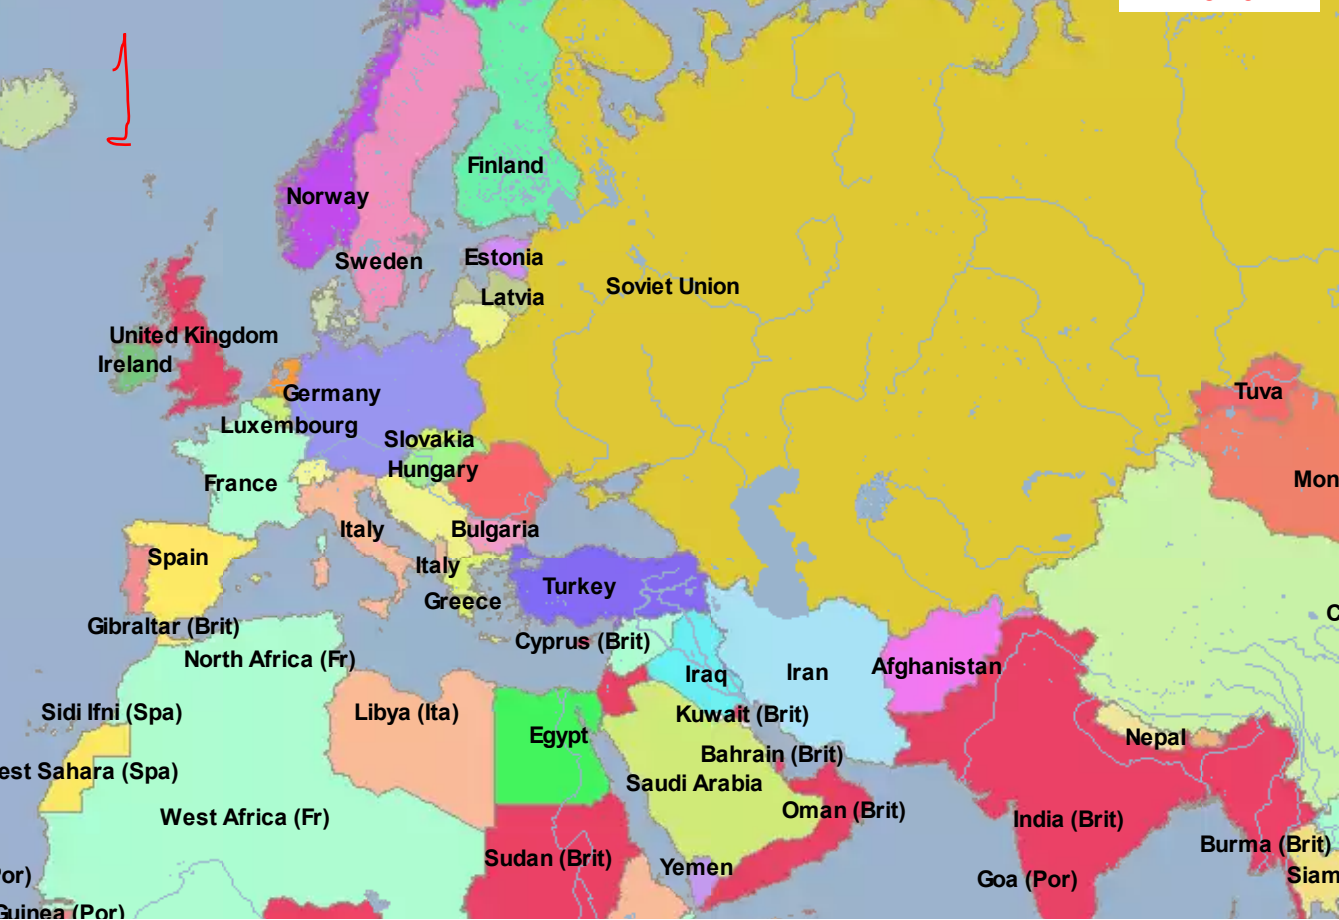 1
Finland
Norway
Sweden
Estonia
Latvia
Soviet Union
United Kingdom
Ireland
Germany
Luxembourg
Slovakia
Hungary
France
Tuva
Mon
Italy
Bulgaria
Spain
Italy
Turkey
Greece
Gibraltar (Brit)
Cyprus (Brit)
North Africa (Fr)
Iraq
Iran
Afghanistan
Sidi Ifni (Spa)
Libya (Ita)
Kuwait (Brit)
Egypt
Nepal
Bahrain (Brit)
est Sahara (Spa)
Saudi Arabia
West Africa (Fr)
Oman (Brit)
India (Brit)
Burma (Brit)
Sudan (Brit)
Yemen
Goa (Por)
Siam
or)
Guinea (Por)